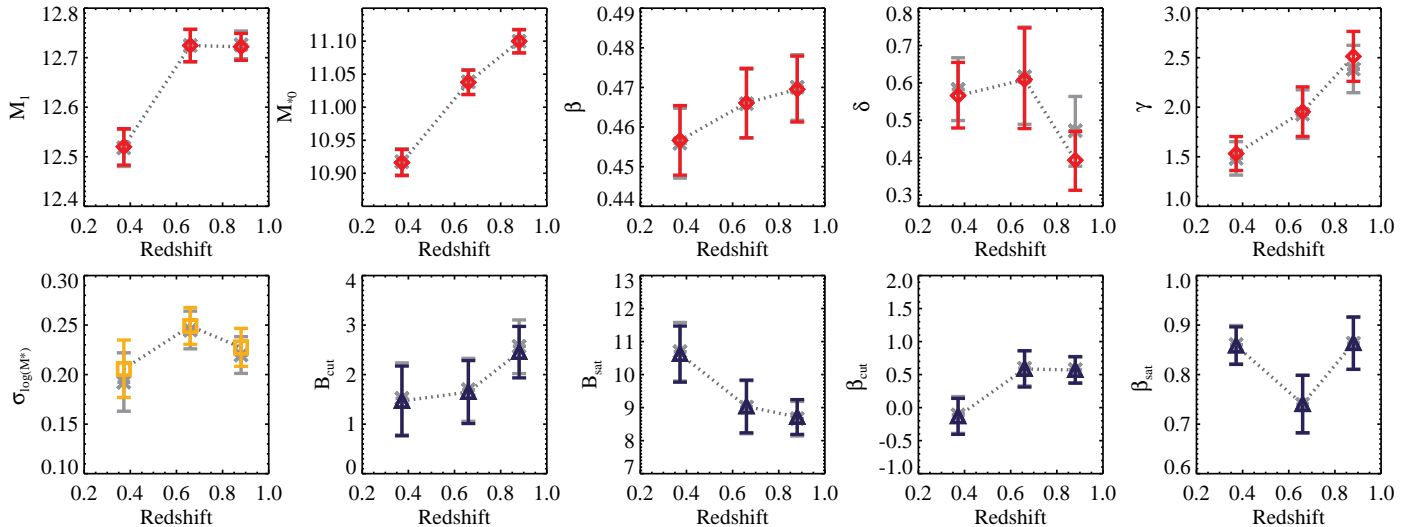 M₁
12.8
12.7
12.6
12.5
12.4
0.2 0.4 0.6 0.8 1.0
Redshift
M*0
11.10
11.05
11.00
10.95
10.90
0.2 0.4 0.6 0.8 1.0
Redshift
β
0.49
0.48
0.47
0.46
0.45
0.44
0.2 0.4 0.6 0.8 1.0
Redshift
δ
0.8
0.7
0.6
0.5
0.4
0.3
0.2 0.4 0.6 0.8 1.0
Redshift
γ
3.0
2.5
2.0
1.5
1.0
0.2 0.4 0.6 0.8 1.0
Redshift
σlog(M*)
0.30
0.25
0.20
0.15
0.10
0.2 0.4 0.6 0.8 1.0
Redshift
Bcut
4
3
2
1
0
0.2 0.4 0.6 0.8 1.0
Redshift
Bsat
13
12
11
10
9
8
7
0.2 0.4 0.6 0.8 1.0
Redshift
βcut
2.0
1.5
1.0
0.5
0.0
-0.5
-1.0
0.2 0.4 0.6 0.8 1.0
Redshift
βsat
1.0
0.9
0.8
0.7
0.6
0.2 0.4 0.6 0.8 1.0
Redshift